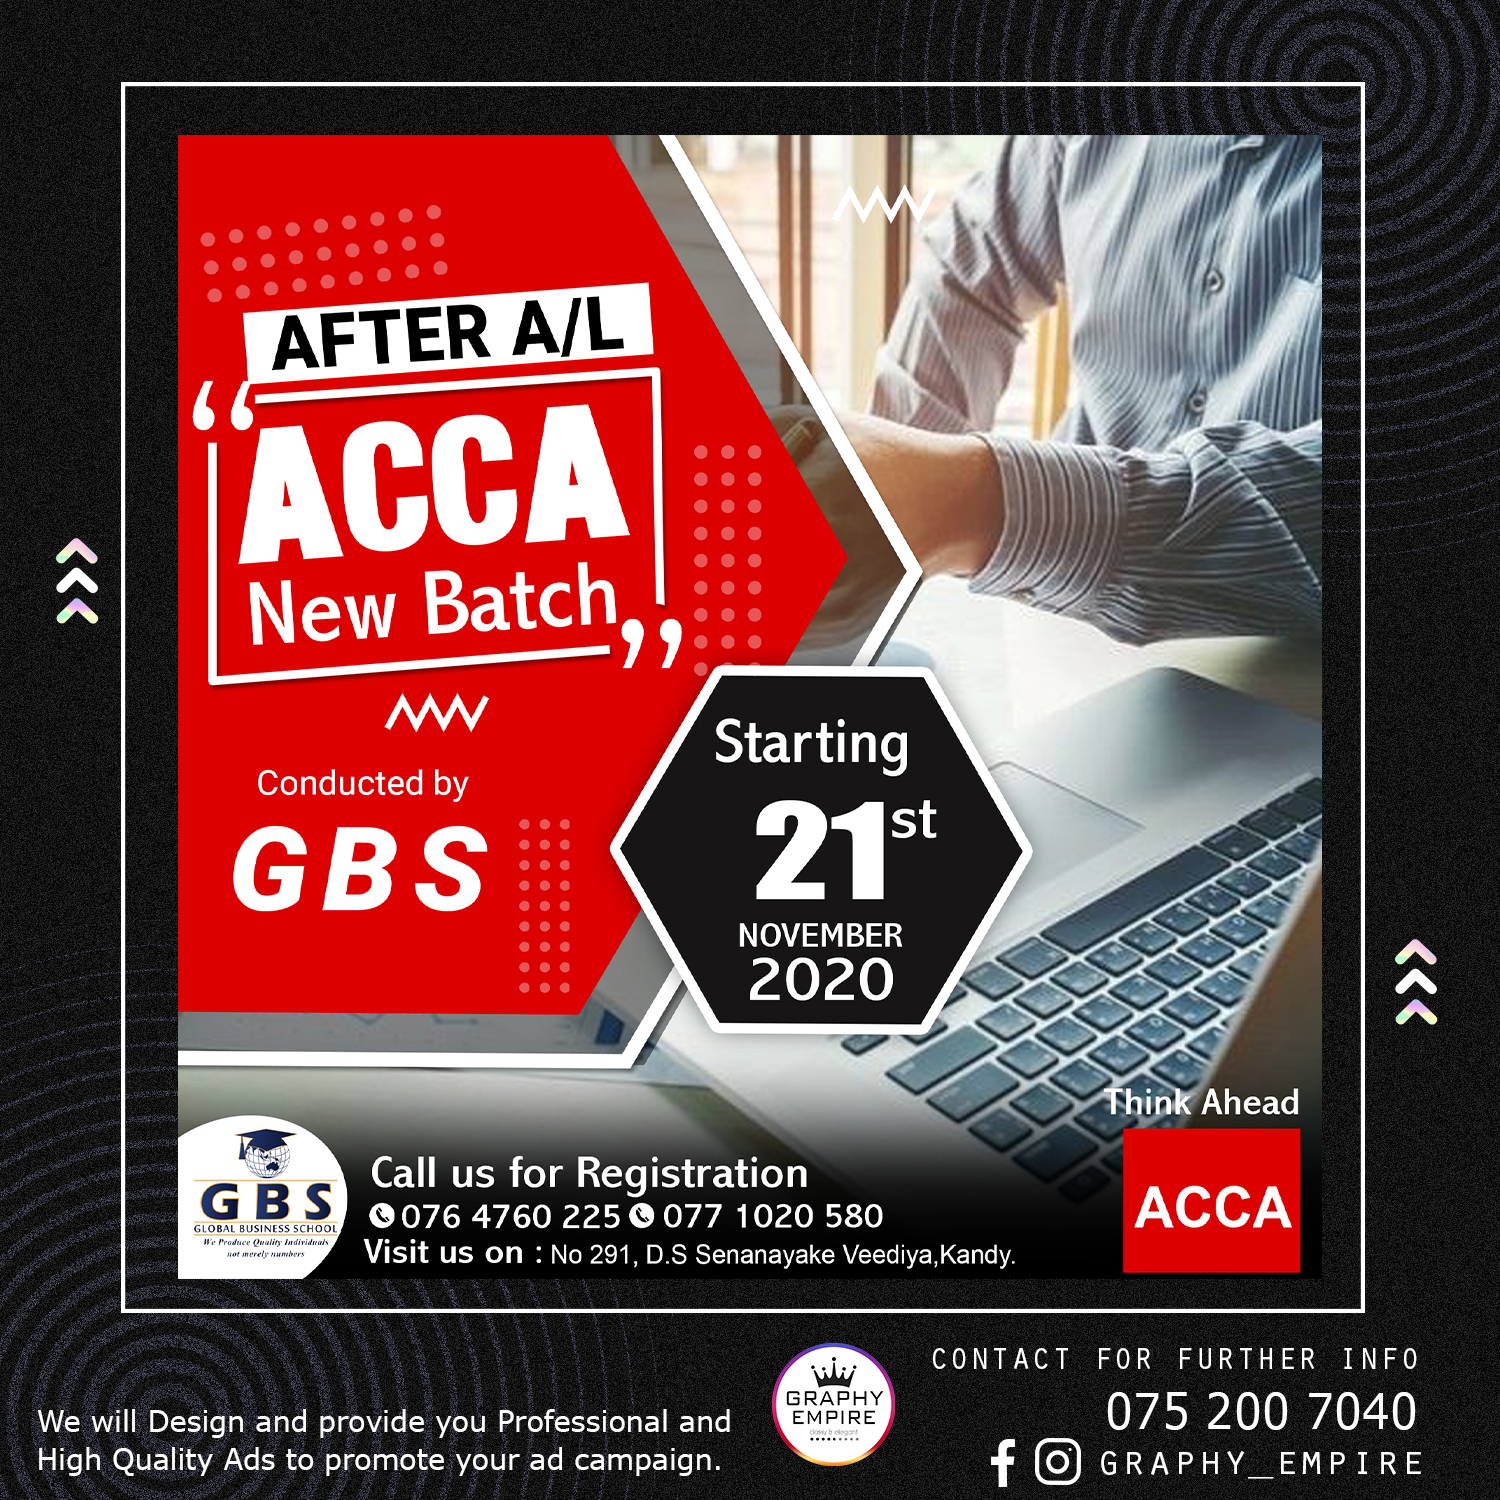 AFTER A/L
“ACCA
New Batch”
Conducted by
GBS
Starting
21st
NOVEMBER
2020
Think Ahead
ACCA
GBS
GLOBAL BUSINESS SCHOOL
We Produce Quality Individuals
not merely numbers
Call us for Registration
076 4760 225 077 1020 580
Visit us on : No 291, D.S Senanayake Veediya,Kandy.
We will Design and provide you Professional and
High Quality Ads to promote your ad campaign.
GRAPHY
EMPIRE
classy & elegant
CONTACT FOR FURTHER INFO
075 200 7040
GRAPHY_EMPIRE